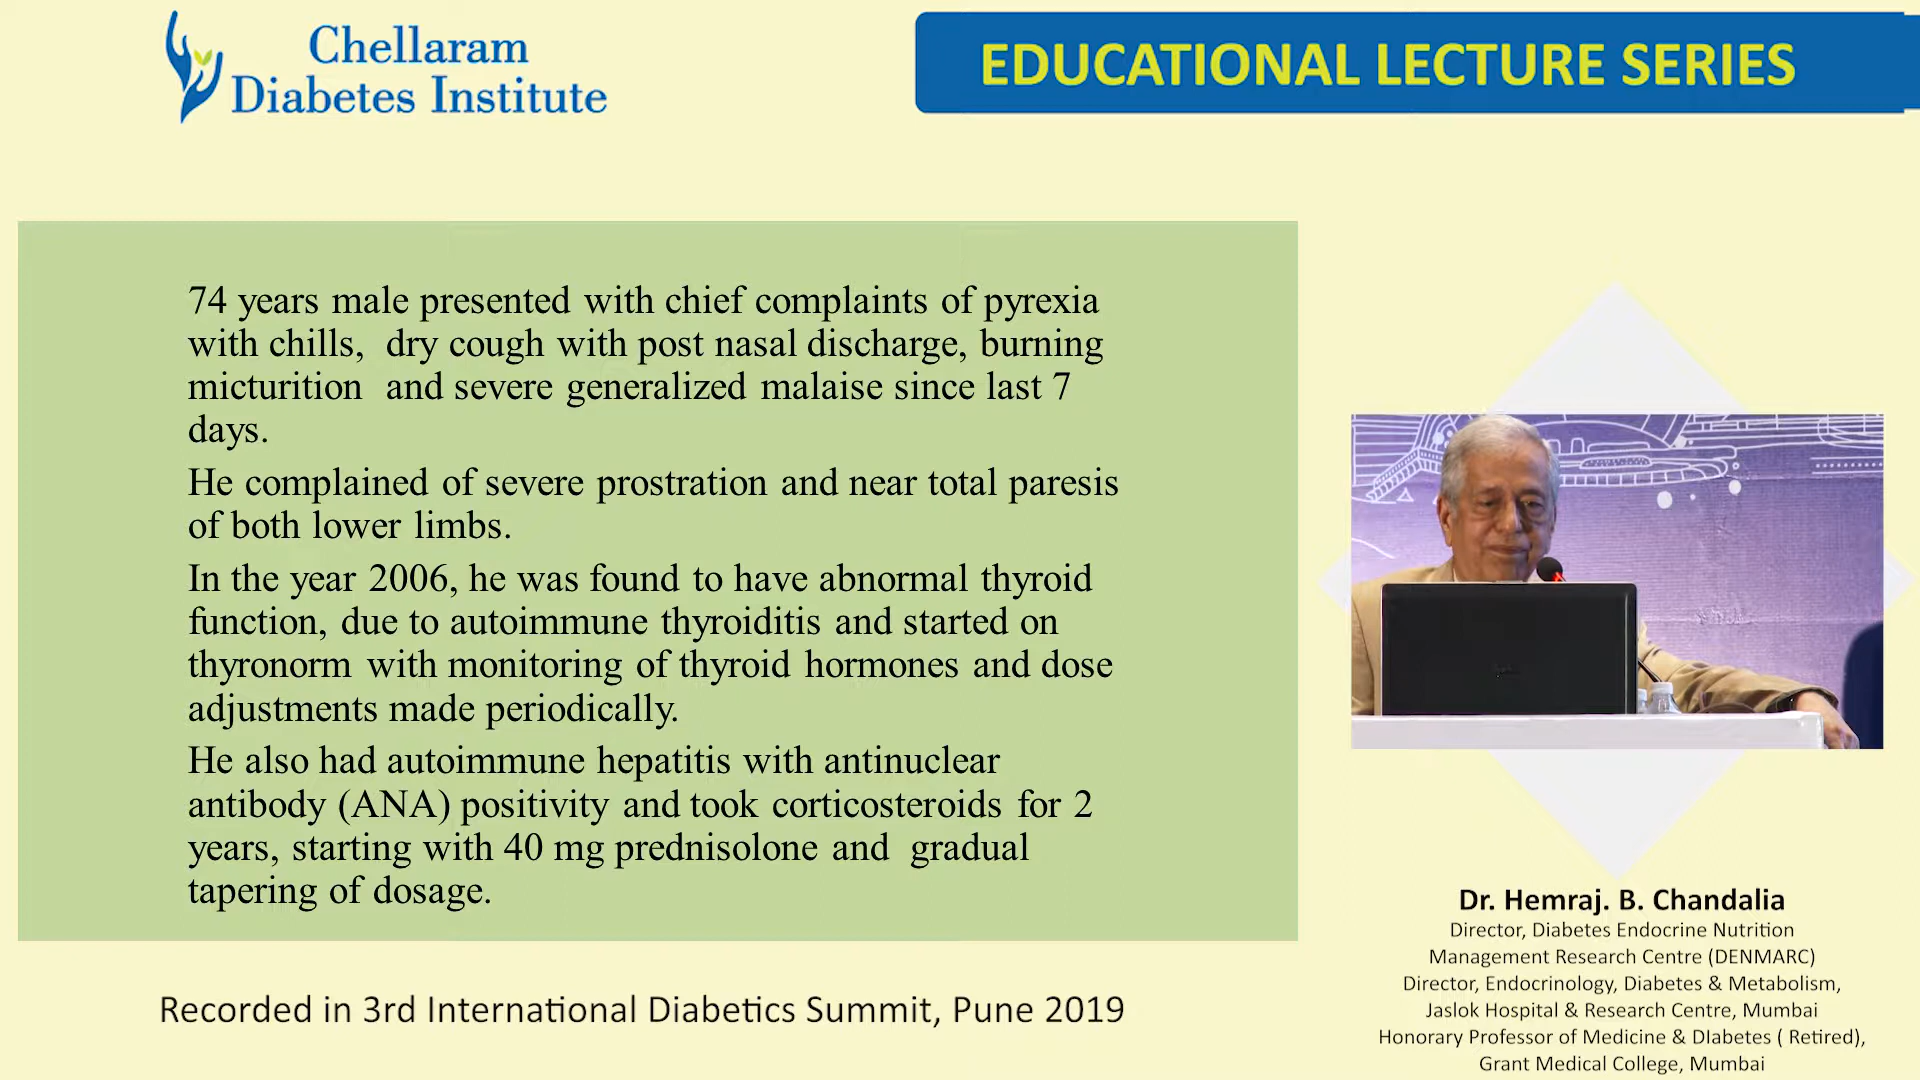 Chellaram
Diabetes Institute
EDUCATIONAL LECTURE SERIES
74 years male presented with chief complaints of pyrexia
with chills, dry cough with post nasal discharge, burning
micturition and severe generalized malaise since last 7
days.
He complained of severe prostration and near total paresis
of both lower limbs.
In the year 2006, he was found to have abnormal thyroid
function, due to autoimmune thyroiditis and started on
thyronorm with monitoring of thyroid hormones and dose
adjustments made periodically.
He also had autoimmune hepatitis with antinuclear
antibody (ANA) positivity and took corticosteroids for 2
years, starting with 40 mg prednisolone and gradual
tapering of dosage.
Dr. Hemraj. B. Chandalia
Director, Diabetes Endocrine Nutrition
Management Research Centre (DENMARC)
Director, Endocrinology, Diabetes & Metabolism,
Jaslok Hospital & Research Centre, Mumbai
Honorary Professor of Medicine & DIabetes ( Retired),
Grant Medical College, Mumbai
Recorded in 3rd International Diabetics Summit, Pune 2019